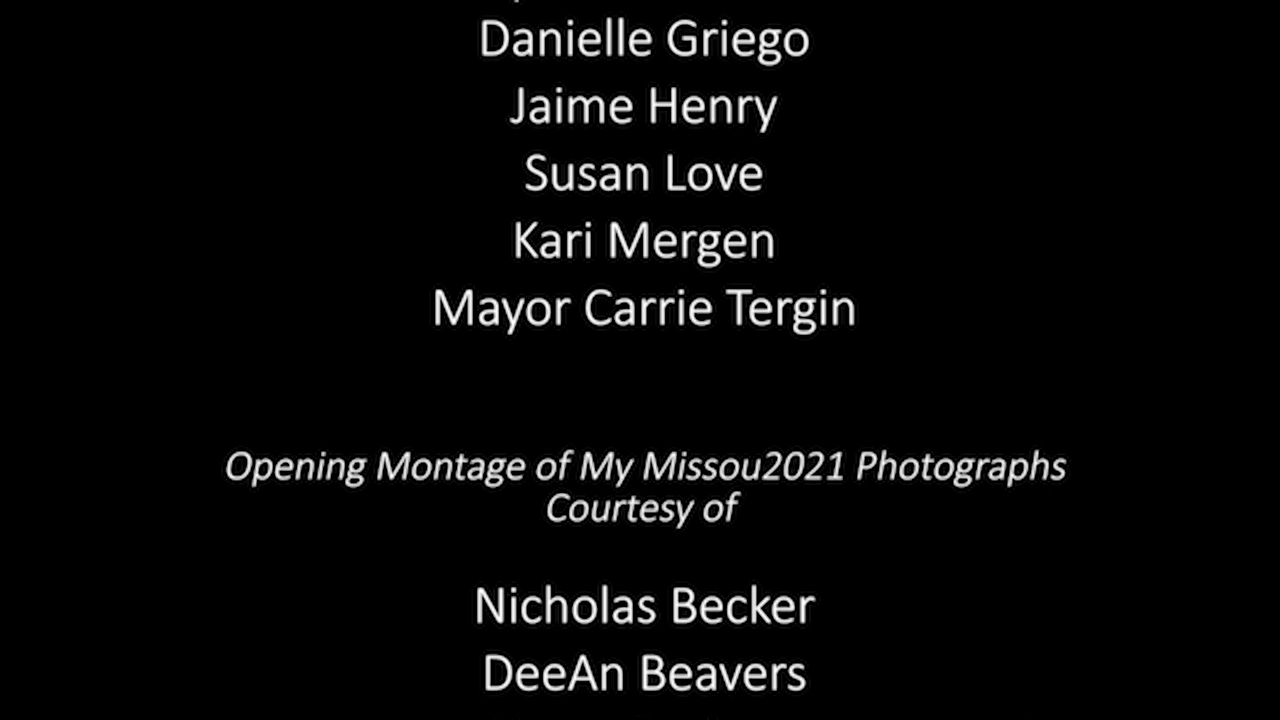 Danielle Griego
Jaime Henry
Susan Love
Kari Mergen
Mayor Carrie Tergin
Opening Montage of My Missou2021 Photographs
Courtesy of
Nicholas Becker
DeeAn Beavers